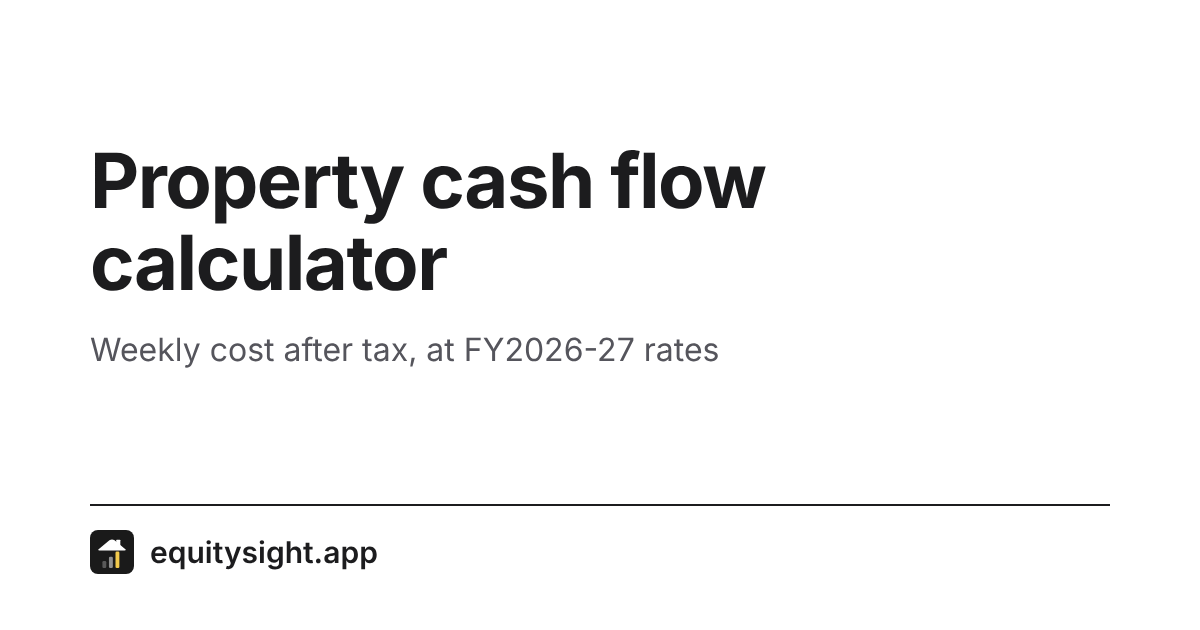 Property cash flow
calculator
Weekly cost after tax, at FY2026-27 rates
equitysight.app